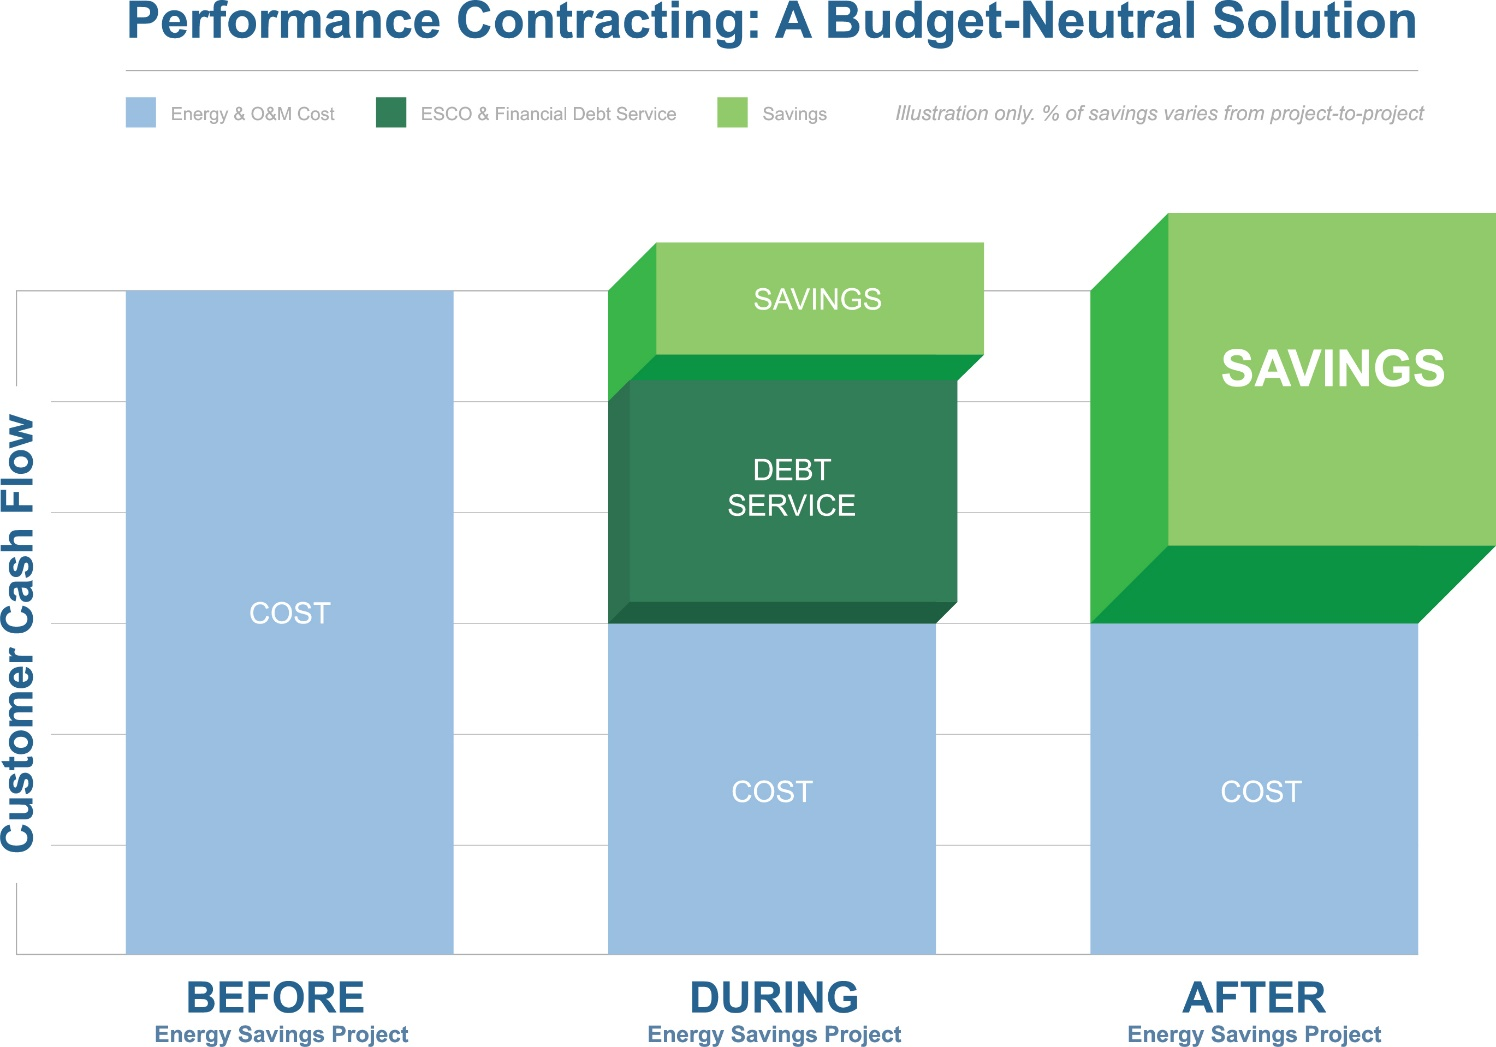 Performance Contracting: A Budget-Neutral Solution
Energy & O&M Cost
ESCO & Financial Debt Service
Savings
Illustration only. % of savings varies from project-to-project
Customer Cash Flow
COST
SAVINGS
DEBT
SERVICE
COST
SAVINGS
COST
BEFORE
Energy Savings Project
DURING
Energy Savings Project
AFTER
Energy Savings Project